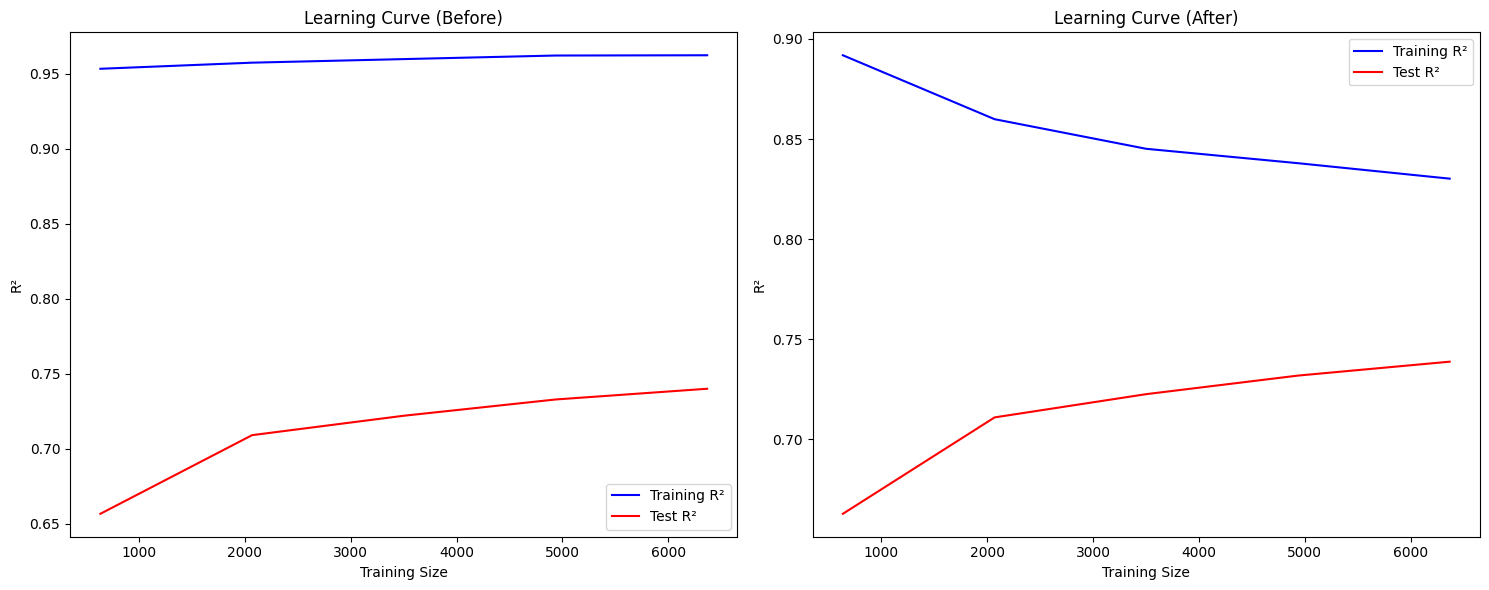 Learning Curve (Before)
0.95
0.90
0.85
0.80
0.75
0.70
0.65
R²
1000 2000 3000 4000 5000 6000
Training Size
Training R²
Test R²
Learning Curve (After)
0.90
0.85
0.80
0.75
0.70
R²
1000 2000 3000 4000 5000 6000
Training Size
Training R²
Test R²